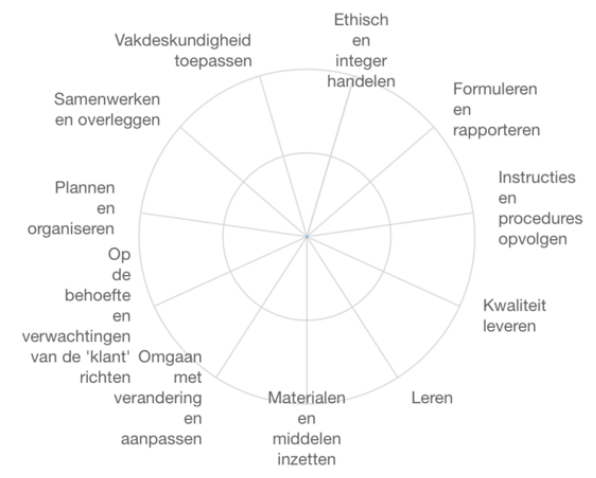 Ethisch
en
integer
handelen
Formuleren
en
rapporteren
Instructies
en
procedures
opvolgen
Kwaliteit
leveren
Leren
Materialen
en
middelen
inzetten
Omgaan
met
verandering
en
aanpassen
Op
de
behoefte
en
verwachtingen
van de 'klant'
richten
Plannen
en
organiseren
Samenwerken
en overleggen
Vakdeskundigheid
toepassen